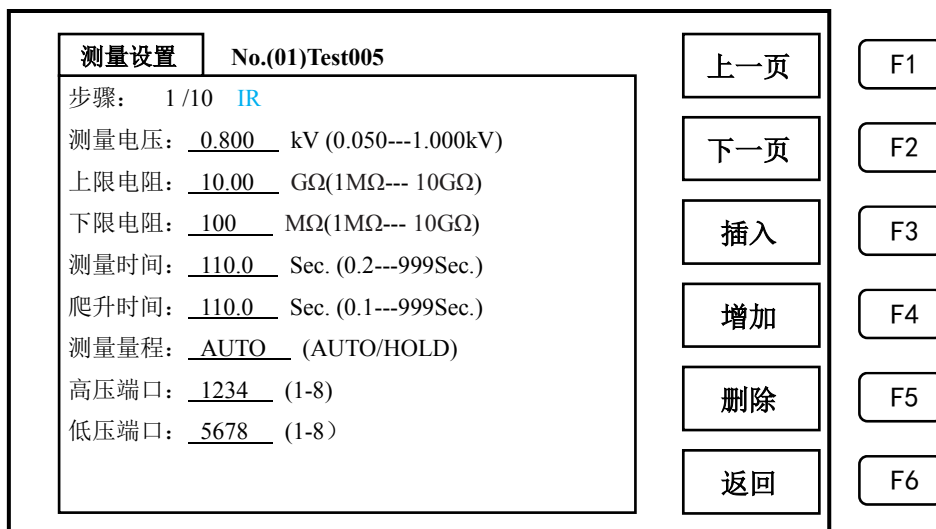 测量设置 No.(01)Test005
步骤： 1 /10 IR
测量电压： 0.800 kV (0.050---1.000kV)
上限电阻： 10.00 GΩ(1MΩ--- 10GΩ)
下限电阻： 100 MΩ(1MΩ--- 10GΩ)
测量时间： 110.0 Sec. (0.2---999Sec.)
爬升时间： 110.0 Sec. (0.1---999Sec.)
测量量程： AUTO (AUTO/HOLD)
高压端口： 1234 (1-8)
低压端口： 5678 (1-8）
上一页 F1
下一页 F2
插入 F3
增加 F4
删除 F5
返回 F6